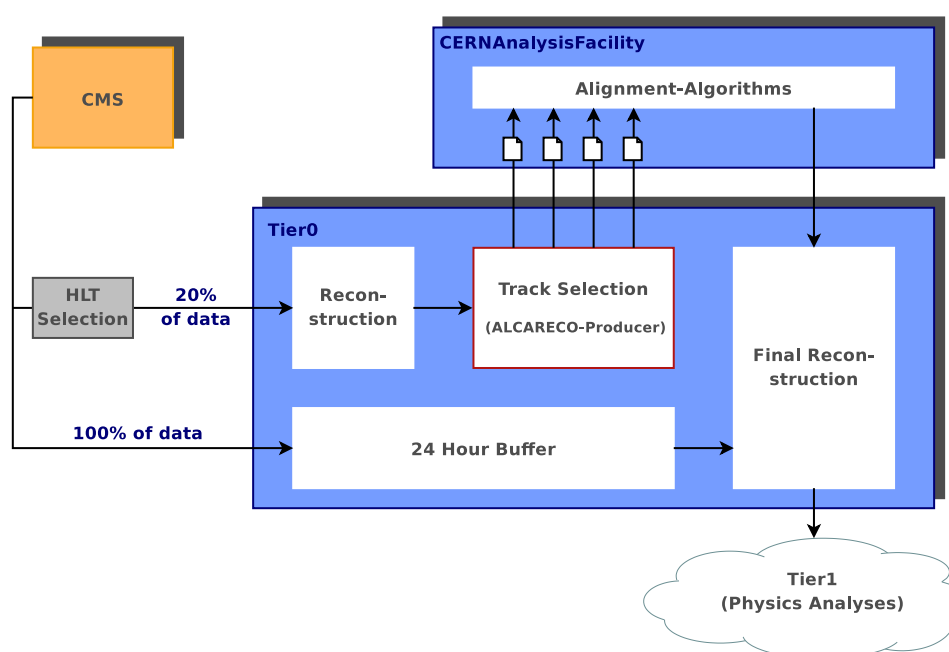 CERNAnalysisFacility
Alignment-Algorithms
CMS
Tier0
HLT
Selection
20%
of data
Recon-
struction
Track Selection
(ALCARECO-Producer)
Final Recon-
struction
100% of data
24 Hour Buffer
Tier1
(Physics Analyses)